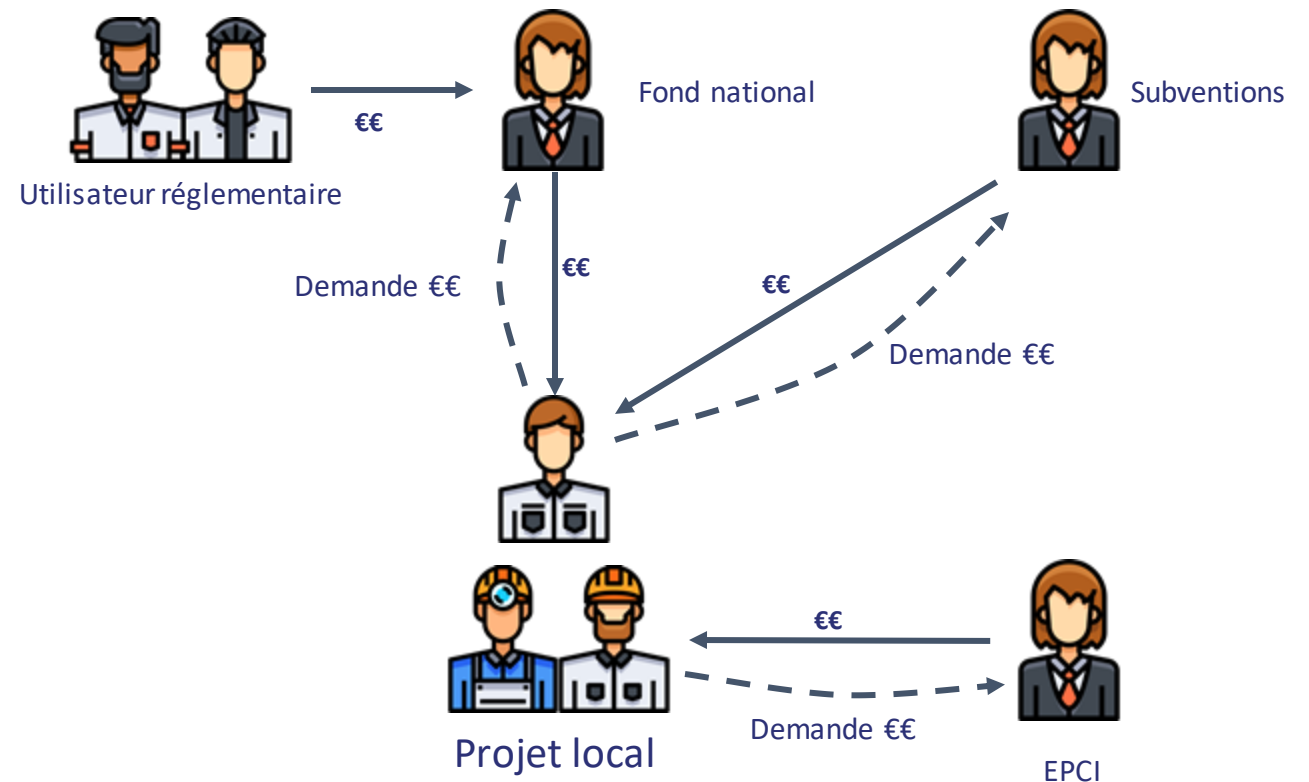 €€
Fond national
Subventions
Utilisateur réglementaire
Demande €€
€€
€€
Demande €€
€€
Demande €€
Projet local
EPCI